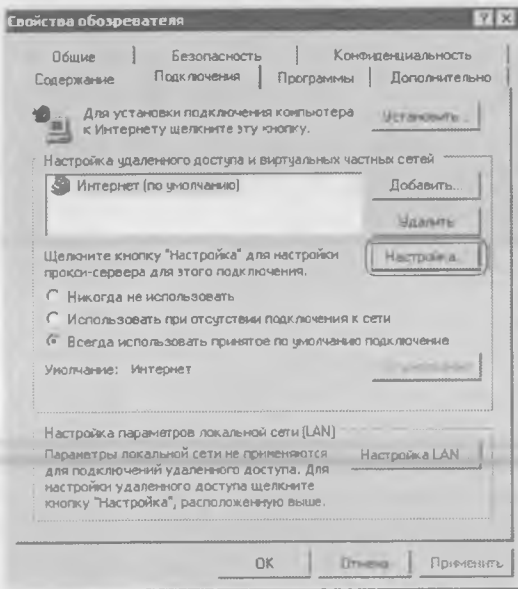 Свойства обозревателя
Общие
Безопасность
Конфиденциальность
Содержание
Подключения
Программы
Дополнительно
Для установки подключения компьютера
к Интернету щелкните эту кнопку.
Установить...
Настройка удаленного доступа и виртуальных частных сетей
Интернет (по умолчанию)
Добавить...
Удалить
Щелкните кнопку "Настройка" для настройки
прокси-сервера для этого подключения.
Настройка...
Никогда не использовать
Использовать при отсутствии подключения к сети
Всегда использовать принятое по умолчанию подключение
Умолчание: Интернет
Настройка параметров локальной сети (LAN)
Параметры локальной сети не применяются
для подключений удаленного доступа. Для
настройки удаленного доступа щелкните
кнопку "Настройка", расположенную выше.
Настройка LAN
OK
Отмена
Применить